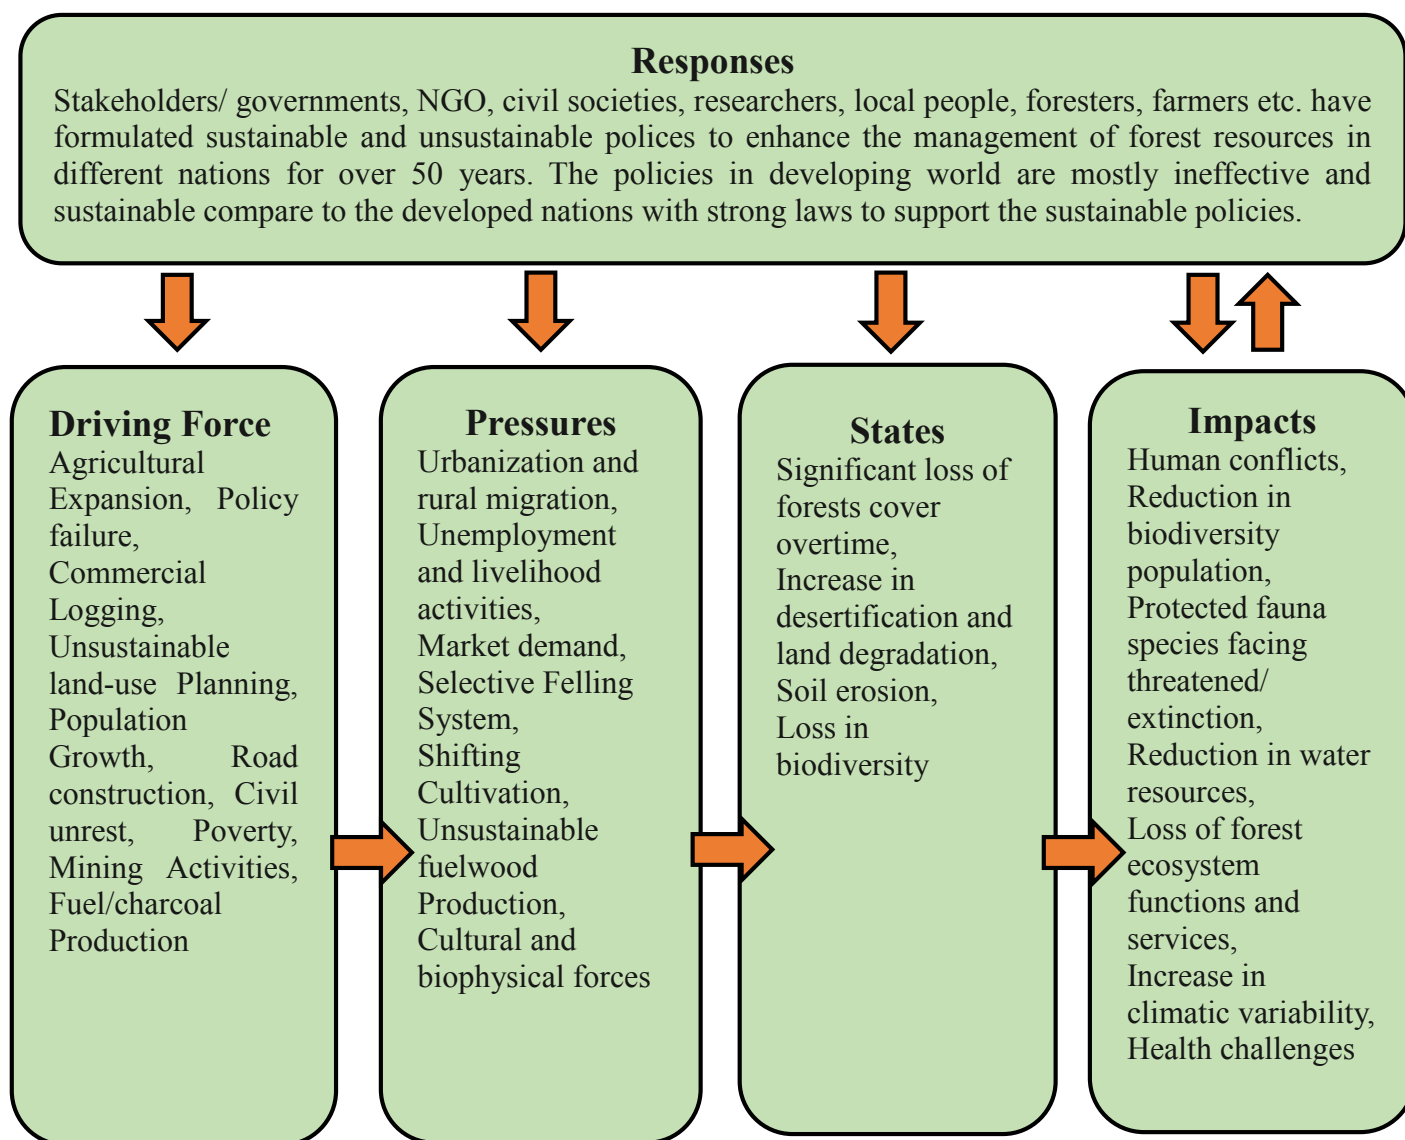 Responses
Stakeholders/ governments, NGO, civil societies, researchers, local people, foresters, farmers etc. have
formulated sustainable and unsustainable polices to enhance the management of forest resources in
different nations for over 50 years. The policies in developing world are mostly ineffective and
sustainable compare to the developed nations with strong laws to support the sustainable policies.
Driving Force
Agricultural
Expansion, Policy
failure,
Commercial
Logging,
Unsustainable
land-use Planning,
Population
Growth, Road
construction, Civil
unrest, Poverty,
Mining Activities,
Fuel/charcoal
Production
Pressures
Urbanization and
rural migration,
Unemployment
and livelihood
activities,
Market demand,
Selective Felling
System,
Shifting
Cultivation,
Unsustainable
fuelwood
Production,
Cultural and
biophysical forces
States
Significant loss of
forests cover
overtime,
Increase in
desertification and
land degradation,
Soil erosion,
Loss in
biodiversity
Impacts
Human conflicts,
Reduction in
biodiversity
population,
Protected fauna
species facing
threatened/
extinction,
Reduction in water
resources,
Loss of forest
ecosystem
functions and
services,
Increase in
climatic variability,
Health challenges